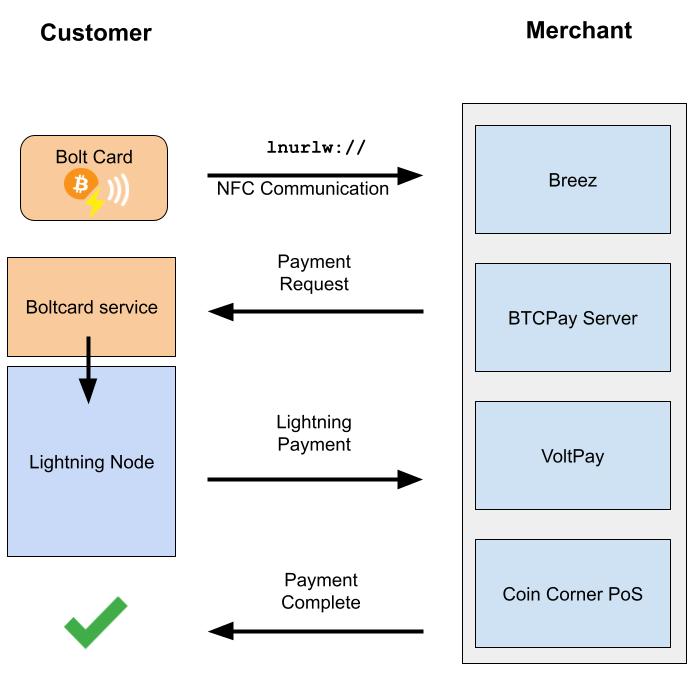 Customer
Merchant
Bolt Card
lnurlw://
NFC Communication
Breez
Boltcard service
Payment
Request
BTCPay Server
Lightning Node
Lightning
Payment
VoltPay
Payment
Complete
Coin Corner PoS